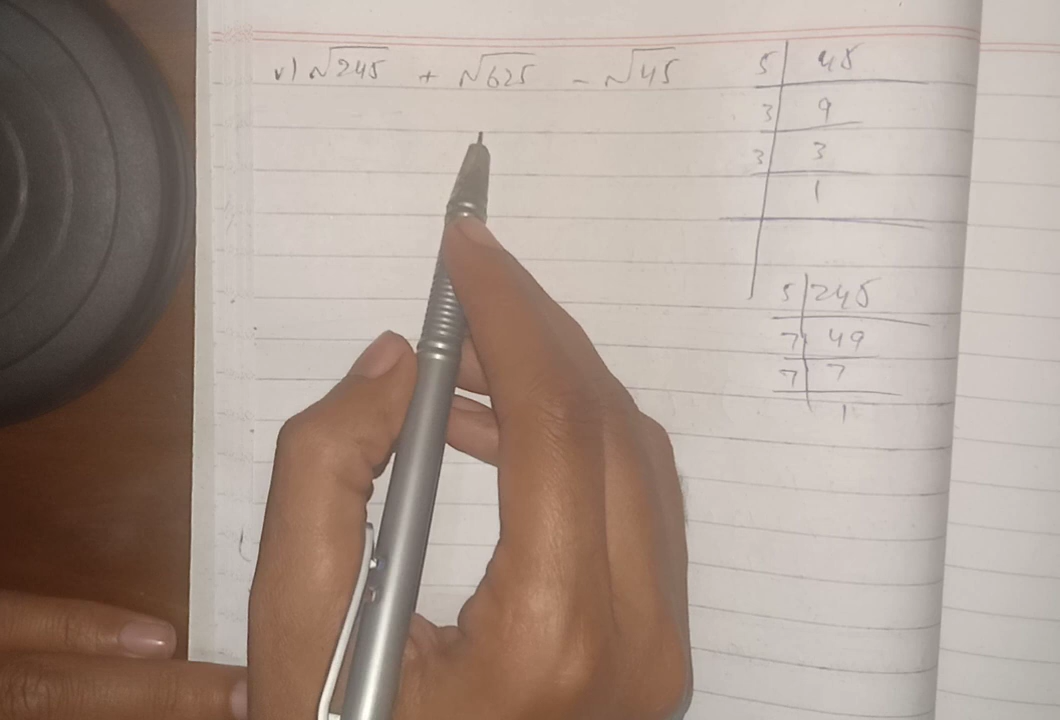 v) √245 + √625 - √45
5 | 45
3 | 9
3 | 3
1
5 | 245
7 | 49
7 | 7
1